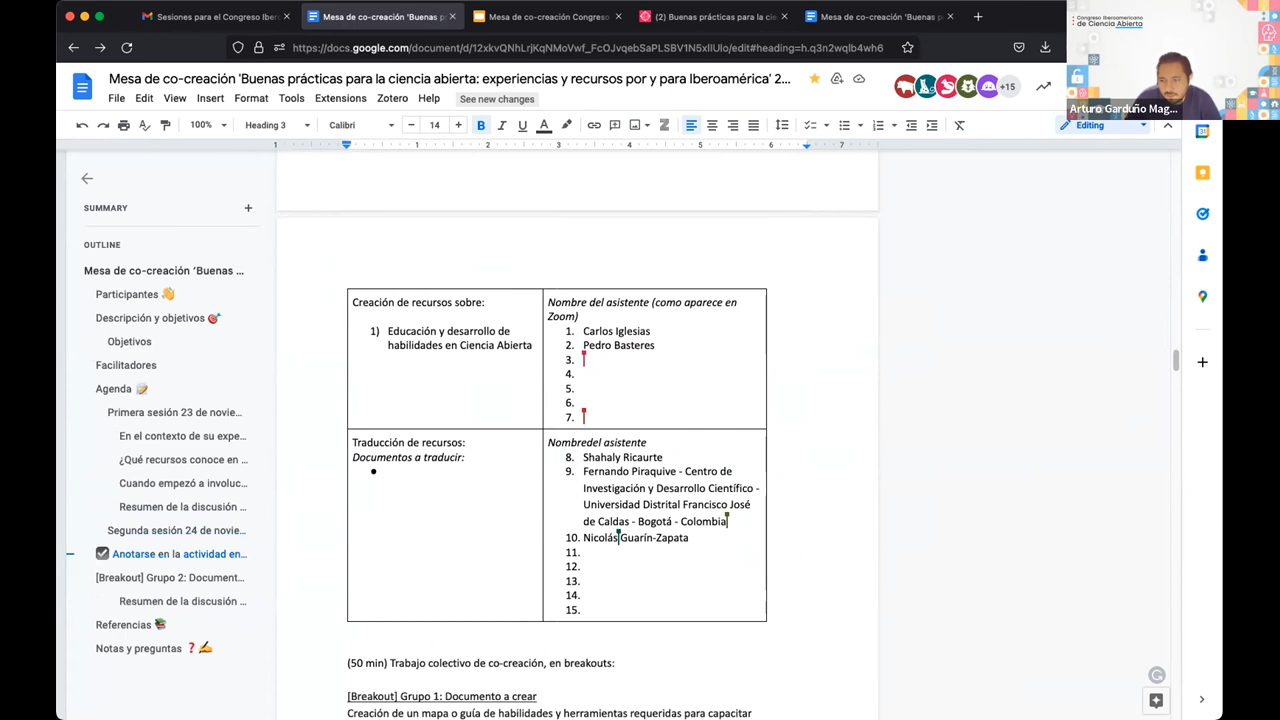 Sesiones para el Congreso Iber
Mesa de co-creación 'Buenas p
Mesa de co-creación Congreso
(2) Buenas prácticas para la cie
Mesa de co-creación 'Buenas p
https://docs.google.com/document/d/12xkvQNhLrjKqNMoVwf_FcOJvqebSaPLSBV1N5xIIUIo/edit#heading=h.q3n2wqlb4wh6
Congreso Iberoamericano
de Ciencia Abierta
Mesa de co-creación 'Buenas prácticas para la ciencia abierta: experiencias y recursos por y para Iberoamérica' 2...
+15
Arturo Garduño Mag...
File Edit View Insert Format Tools Extensions Zotero Help See new changes
100% Heading 3 Calibri 14 B I U A Editing
1 1 2 3 4 5 6 7
SUMMARY
OUTLINE
Mesa de co-creación 'Buenas ...
Participantes 👋
Descripción y objetivos 🎯
Objetivos
Facilitadores
Agenda 📝
Primera sesión 23 de novie...
En el contexto de su expe...
¿Qué recursos conoce en ...
Cuando empezó a involuc...
Resumen de la discusión ...
Segunda sesión 24 de novie...
☑️ Anotarse en la actividad en...
[Breakout] Grupo 2: Document...
Resumen de la discusión ...
Referencias 📚
Notas y preguntas ❓✍️
Creación de recursos sobre:
1) Educación y desarrollo de
habilidades en Ciencia Abierta
Nombre del asistente (como aparece en
Zoom)
1. Carlos Iglesias
2. Pedro Basteres
3.
4.
5.
6.
7.
Traducción de recursos:
Documentos a traducir:
●
Nombredel asistente
8. Shahaly Ricaurte
9. Fernando Piraquive - Centro de
Investigación y Desarrollo Científico -
Universidad Distrital Francisco José
de Caldas - Bogotá - Colombia
10. Nicolás Guarín-Zapata
11.
12.
13.
14.
15.
(50 min) Trabajo colectivo de co-creación, en breakouts:
[Breakout] Grupo 1: Documento a crear
Creación de un mapa o guía de habilidades y herramientas requeridas para capacitar